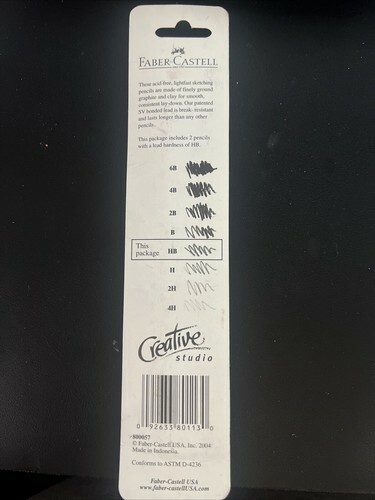 FABER-CASTELL
These acid free, lightfast sketching
pencils are made of finely ground
graphite and clay for smooth,
consistent lay-down. Our patented
SV bonded lead is break-resistant
and lasts longer than any other
pencils.
This package includes 2 pencils
with a lead hardness of HB.
6B
4B
2B
B
This package HB
H
2H
4H
Creative
studio
0 92633 80113 0
800057
© Faber-Castell USA, Inc. 2004
Made in Indonesia
Conforms to ASTM D-4236
Faber-Castell USA
www.faber-castellUSA.com